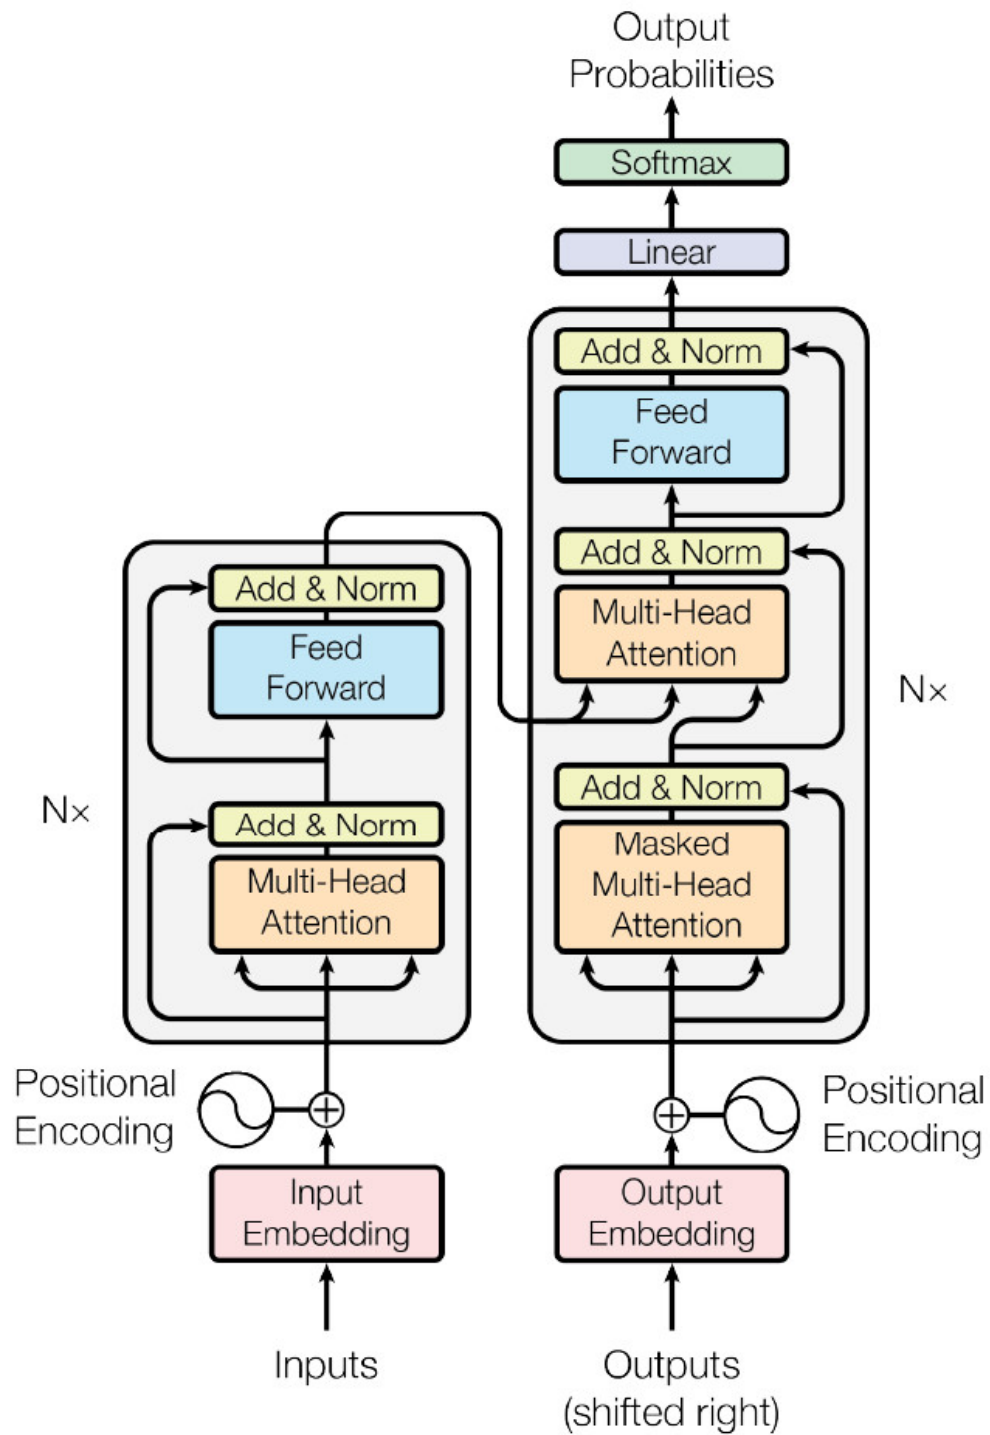 Output
Probabilities
Softmax
Linear
Add & Norm
Feed
Forward
Add & Norm
Multi-Head
Attention
Add & Norm
Masked
Multi-Head
Attention
N×
Add & Norm
Feed
Forward
Add & Norm
Multi-Head
Attention
N×
Positional
Encoding
Positional
Encoding
Input
Embedding
Output
Embedding
Inputs
Outputs
(shifted right)